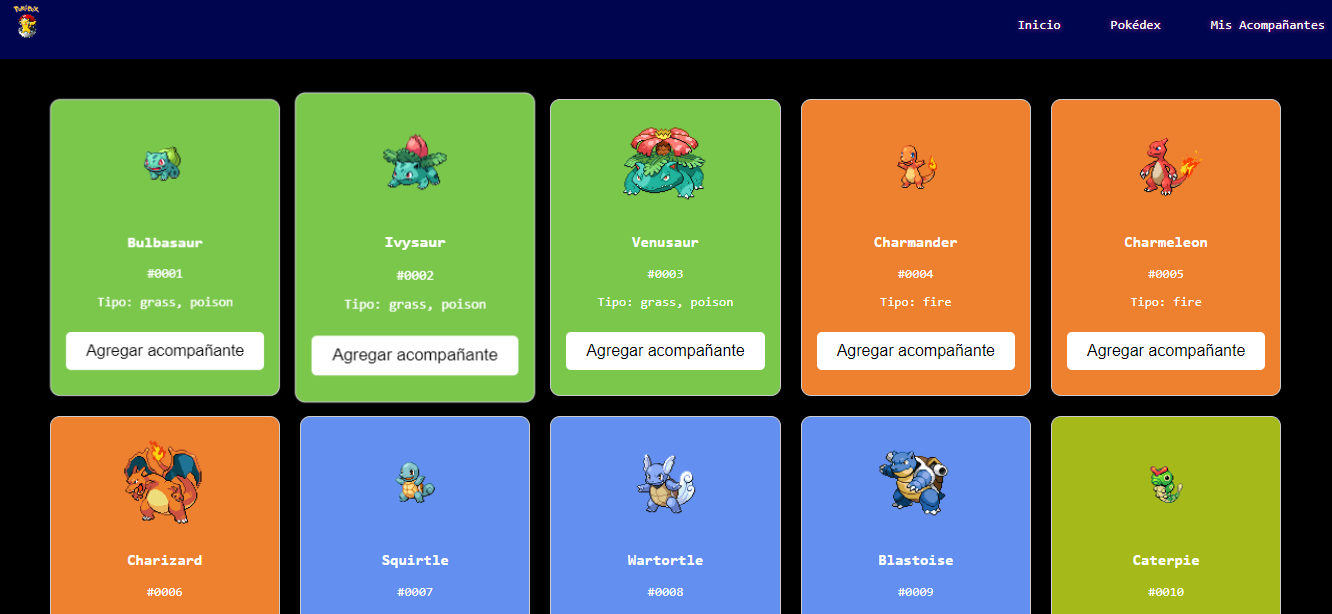 POKéDEX
Inicio Pokédex Mis Acompañantes
Bulbasaur Ivysaur Venusaur Charmander Charmeleon
#0001 #0002 #0003 #0004 #0005
Tipo: grass, poison Tipo: grass, poison Tipo: grass, poison Tipo: fire Tipo: fire
Agregar acompañante Agregar acompañante Agregar acompañante Agregar acompañante Agregar acompañante
Charizard Squirtle Wartortle Blastoise Caterpie
#0006 #0007 #0008 #0009 #0010